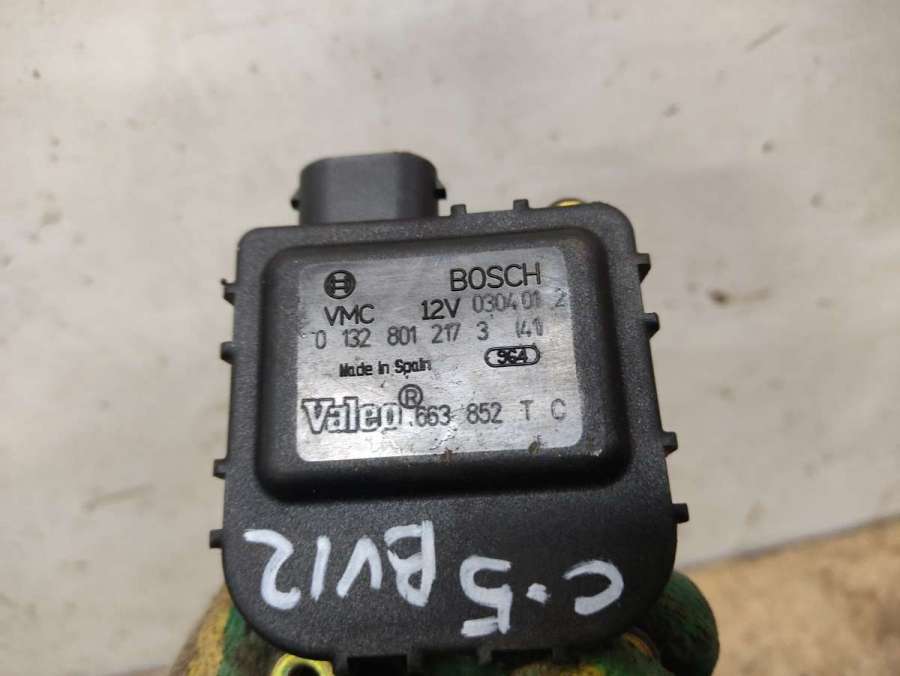 BOSCH
VMC 12V 030401 2
0 132 801 217 3 (41)
Made in Spain 964
Valeo® 663 852 T C
C-5 BV12